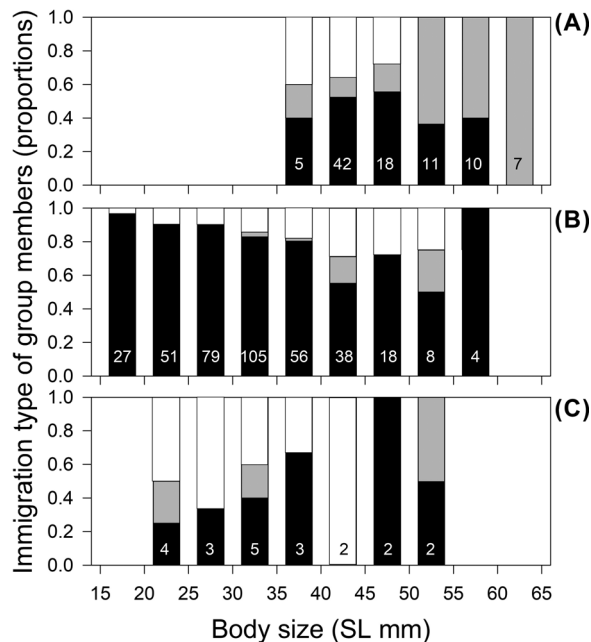 Immigration type of group members (proportions)
1.0 (A)
0.8
0.6
0.4
0.2 5 42 18 11 10 7
0.0
1.0 (B)
0.8
0.6
0.4
0.2 27 51 79 105 56 38 18 8 4
0.0
1.0 (C)
0.8
0.6
0.4
0.2 4 3 5 3 2 2 2
0.0
15 20 25 30 35 40 45 50 55 60 65
Body size (SL mm)